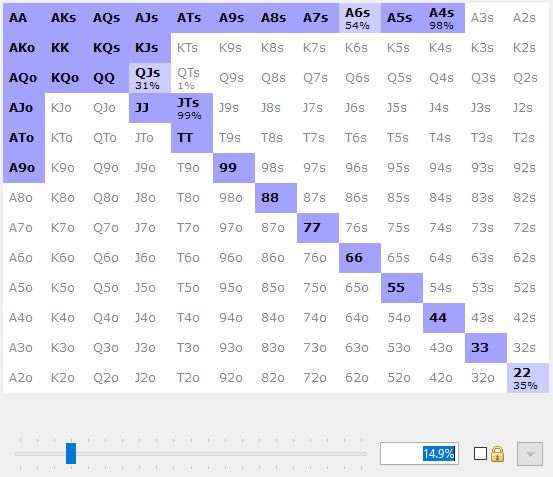 AA AKs AQs AJs ATs A9s A8s A7s A6s A5s A4s A3s A2s
54% 98%
AKo KK KQs KJs KTs K9s K8s K7s K6s K5s K4s K3s K2s
AQo KQo QQ QJs QTs Q9s Q8s Q7s Q6s Q5s Q4s Q3s Q2s
31% 1%
AJo KJo QJo JJ JTs J9s J8s J7s J6s J5s J4s J3s J2s
99%
ATo KTo QTo JTo TT T9s T8s T7s T6s T5s T4s T3s T2s
A9o K9o Q9o J9o T9o 99 98s 97s 96s 95s 94s 93s 92s
A8o K8o Q8o J8o T8o 98o 88 87s 86s 85s 84s 83s 82s
A7o K7o Q7o J7o T7o 97o 87o 77 76s 75s 74s 73s 72s
A6o K6o Q6o J6o T6o 96o 86o 76o 66 65s 64s 63s 62s
A5o K5o Q5o J5o T5o 95o 85o 75o 65o 55 54s 53s 52s
A4o K4o Q4o J4o T4o 94o 84o 74o 64o 54o 44 43s 42s
A3o K3o Q3o J3o T3o 93o 83o 73o 63o 53o 43o 33 32s
A2o K2o Q2o J2o T2o 92o 82o 72o 62o 52o 42o 32o 22
35%
14.9%